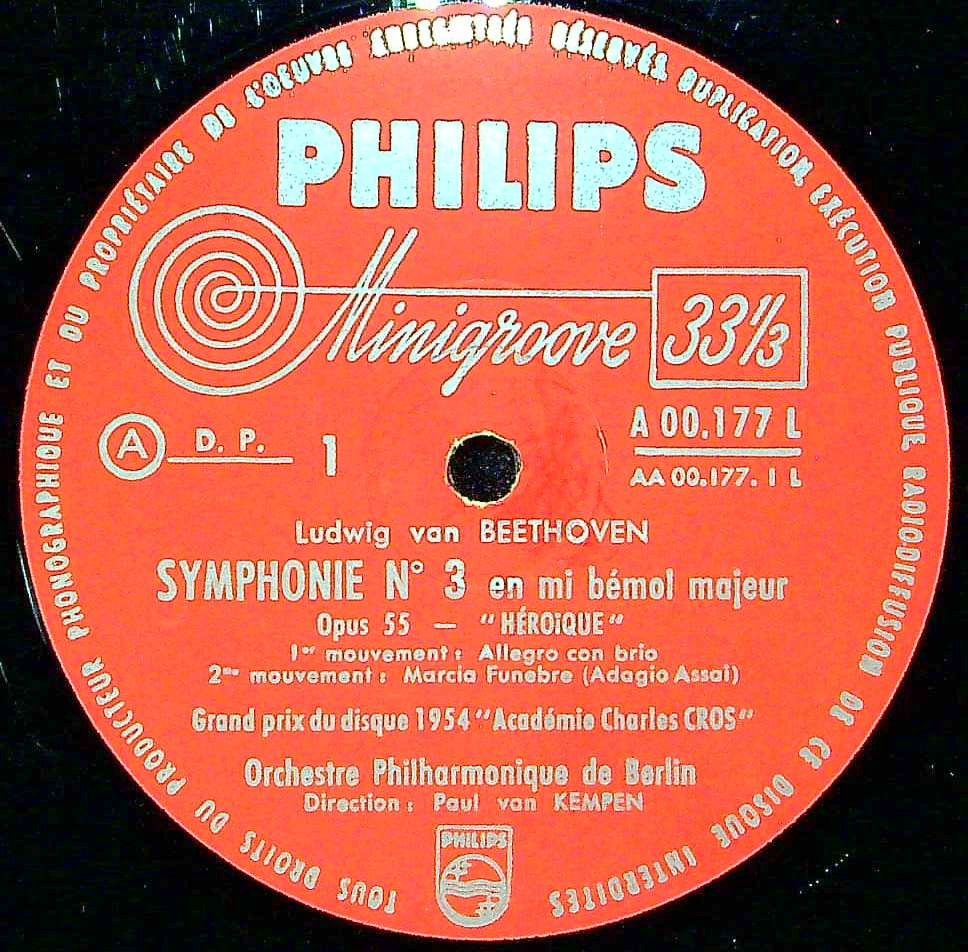 TOUS DROITS DU PRODUCTEUR PHONOGRAPHIQUE ET DU PROPRIÉTAIRE DE L'OEUVRE ENREGISTRÉE RÉSERVÉS. DUPLICATION, EXÉCUTION PUBLIQUE RADIODIFFUSION DE CE DISQUE INTERDITES
PHILIPS
Minigroove 33 1/3
A D. P. 1 A 00.177 L
AA 00.177. 1 L
Ludwig van BEETHOVEN
SYMPHONIE N° 3 en mi bémol majeur
Opus 55 — "HÉROÏQUE"
1er mouvement : Allegro con brio
2me mouvement : Marcia Funebre (Adagio Assai)
Grand prix du disque 1954 "Académie Charles CROS"
Orchestre Philharmonique de Berlin
Direction : Paul van KEMPEN
PHILIPS